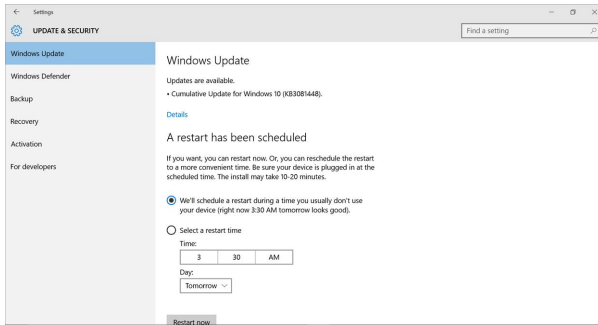 Settings
UPDATE & SECURITY
Find a setting
Windows Update
Windows Defender
Backup
Recovery
Activation
For developers
Windows Update
Updates are available.
• Cumulative Update for Windows 10 (KB3081448).
Details
A restart has been scheduled
If you want, you can restart now. Or, you can reschedule the restart
to a more convenient time. Be sure your device is plugged in at the
scheduled time. The install may take 10-20 minutes.
We'll schedule a restart during a time you usually don't use
your device (right now 3:30 AM tomorrow looks good).
Select a restart time
Time:
3 30 AM
Day:
Tomorrow
Restart now